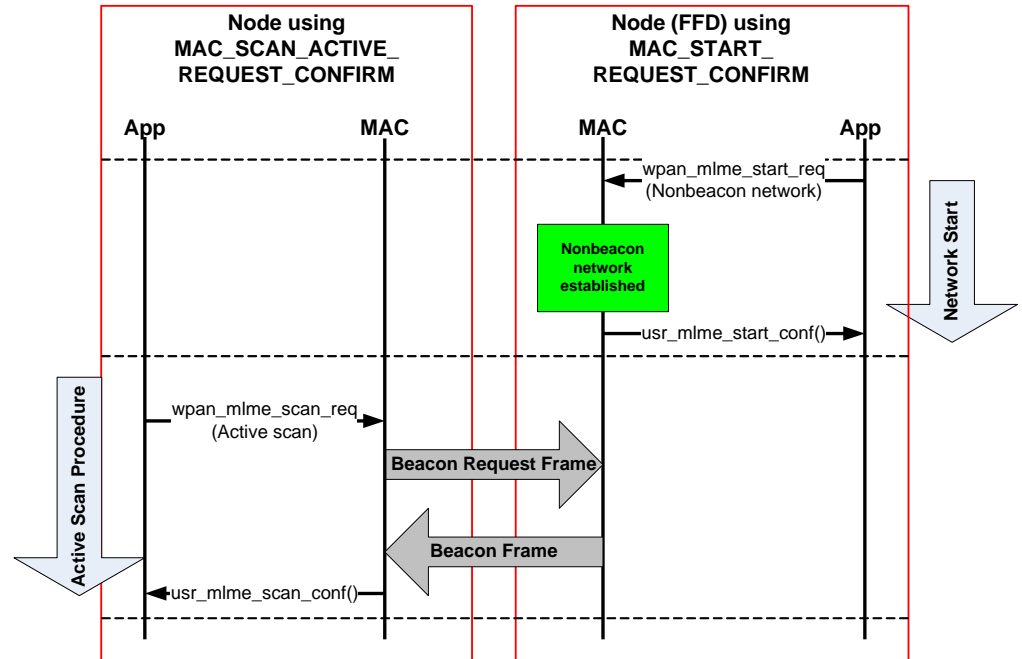 Node using
MAC_SCAN_ACTIVE_
REQUEST_CONFIRM
Node (FFD) using
MAC_START_
REQUEST_CONFIRM
App
MAC
MAC
App
wpan_mlme_start_req
(Nonbeacon network)
Nonbeacon
network
established
Network Start
usr_mlme_start_conf()
wpan_mlme_scan_req
(Active scan)
Active Scan Procedure
Beacon Request Frame
Beacon Frame
usr_mlme_scan_conf()